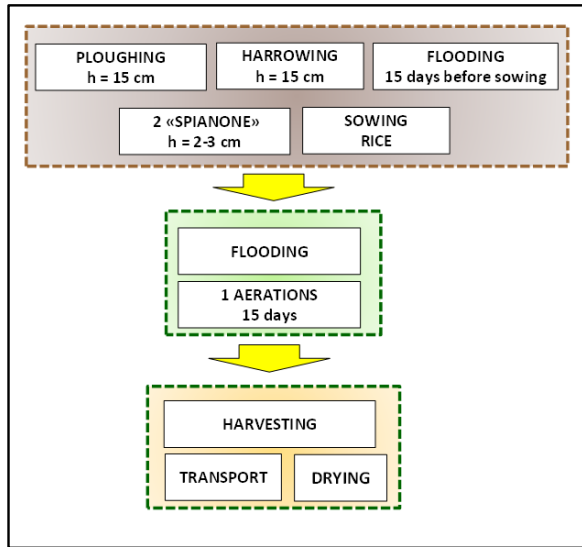 PLOUGHING
h = 15 cm
HARROWING
h = 15 cm
FLOODING
15 days before sowing
2 «SPIANONE»
h = 2-3 cm
SOWING
RICE
FLOODING
1 AERATIONS
15 days
HARVESTING
TRANSPORT
DRYING